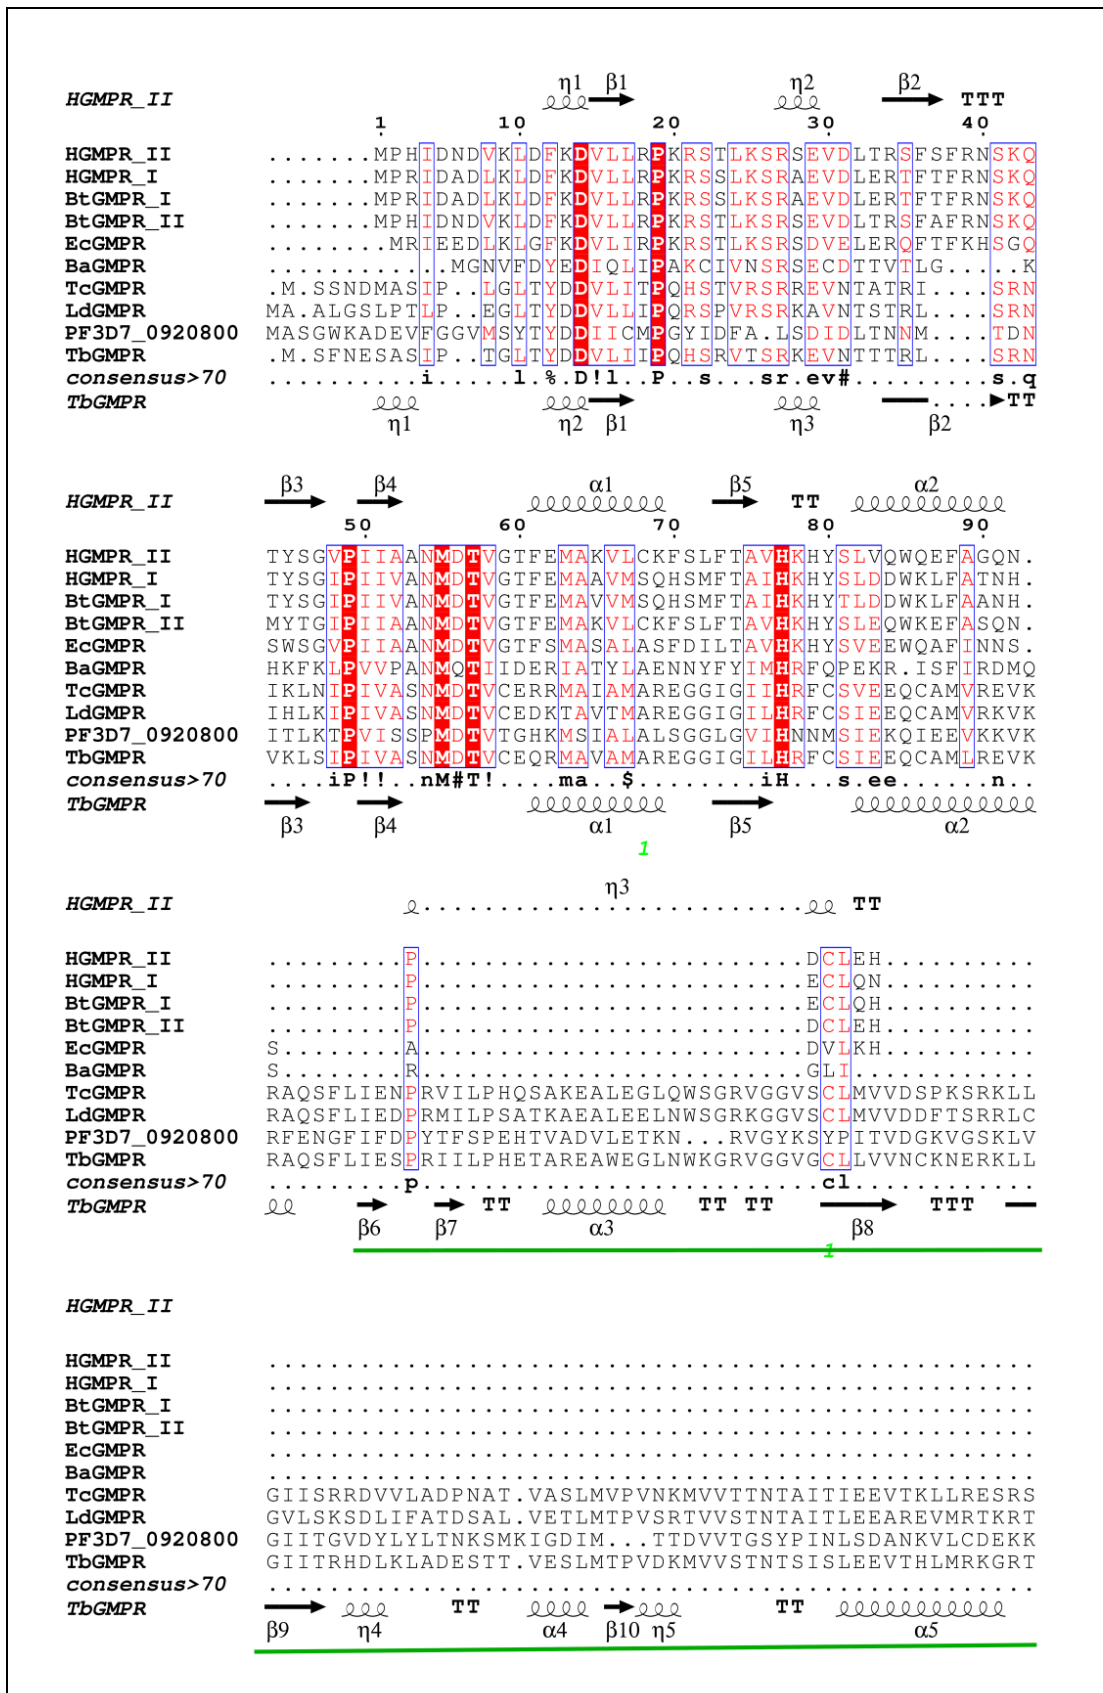 η1 β1 η2 β2
HGMPR_II TTT
1 10 20 30 40
HGMPR_II .......MPHIDNDVKLDFKDVLLRPKRSTLKSRSEVDLTRSFSFRNSKQ
HGMPR_I .......MPRIDADLKLDFKDVLLRPKRSSLKSRAEVDLERTFTFRNSKQ
BtGMPR_I .......MPRIDADLKLDFKDVLLRPKRSSLKSRAEVDLERTFTFRNSKQ
BtGMPR_II .......MPHIDNDVKLDFKDVLLRPKRSTLKSRSEVDLTRSFAFRNSKQ
EcGMPR ........MRIEEDLKLGFKDVLIRPKRSTLKSRSDVELERQFTFKHSGQ
BaGMPR ............MGNVFDYEDIQLIPAKCIVNSRSECDTTVTLG.....K
TcGMPR .M.SSNDMASIP..LGLTYDDVLITPQHSTVRSRREVNTATRI....SRN
LdGMPR MA.ALGSLPTLP..EGLTYDDVLLIPQHSPVRSRKAVNTSTRL....SRN
PF3D7_0920800 MASGWKADEVFGGVMSYTYDDIICMPGYIDFA.LSDIDLTNNM....TDN
TbGMPR .M.SFNESASIP..TGLTYDDVLIIPQHSRVTSRKEVNTTTRL....SRN
consensus>70 ..........i.....l.%.D!l.P..s...sr.ev#.........s.q
TbGMPR .... TT
η1 η2 β1 η3 β2
β3 β4 α1 β5 α2
HGMPR_II TT
50 60 70 80 90
HGMPR_II TYSGVPIIAANMDTVGTFEMAKVLCKFSLFTAVHKHYSLVQWQEFAGQN.
HGMPR_I TYSGIPIIVANMDTVGTFEMAAVMSQHSMFTAIHKHYSLDDWKLFATNH.
BtGMPR_I TYSGIPIIVANMDTVGTFEMAVVMSQHSMFTAIHKHYTLDDWKLFAANH.
BtGMPR_II MYTGIPIIAANMDTVGTFEMAKVLCKFSLFTAVHKHYSLEQWKEFASQN.
EcGMPR SWSGVPIIAANMDTVGTFSMASALASFDILTAVHKHYSVEEWQAFINNS.
BaGMPR HKFKLPVVPANMQTIIDERIATYLAENNYFYIMHRFQPEKR.ISFIRDMQ
TcGMPR IKLNIPIVASNMDTVCERRMAIAMAREGGIGIIHRFCSVEEQCAMVREVK
LdGMPR IHLKIPIVASNMDTVCEDKTAVTMAREGGIGILHRFCSIEEQCAMVRKVK
PF3D7_0920800 ITLKTPVISSPMDTVTGHKMSIALALSGGLGVIHNNMSIEKQIEEVKKVK
TbGMPR VKLSIPIVASNMDTVCEQRMAVAMAREGGIGILHRFCSIEEQCAMLREVK
consensus>70 ....iP!!..nM#T!....ma..$........iH...s.ee......n..
TbGMPR
β3 β4 α1 β5 α2
1
η3
HGMPR_II ......................... TT
HGMPR_II .........P.........................DCLEH..........
HGMPR_I .........P.........................ECLQN..........
BtGMPR_I .........P.........................ECLQH..........
BtGMPR_II .........P.........................DCLEH..........
EcGMPR S........A.........................DVLKH..........
BaGMPR S........R.........................GLI............
TcGMPR RAQSFLIENPRVILPHQSAKEALEGLQWSGRVGGVSCLMVVDSPKSRKLL
LdGMPR RAQSFLIEDPRMILPSATKAEALEELNWSGRKGGVSCLMVVDDFTSRRLC
PF3D7_0920800 RFENGFIFDPYTFSPEHTVADVLETKN...RVGYKSYPITVDGKVGSKLV
TbGMPR RAQSFLIESPRIILPHETAREAWEGLNWKGRVGGVGCLLVVNCKNERKLL
consensus>70 .........p..........................cl............
TbGMPR TT TT TT TTT
β6 β7 α3 β8
1
HGMPR_II
HGMPR_II ..................................................
HGMPR_I ..................................................
BtGMPR_I ..................................................
BtGMPR_II ..................................................
EcGMPR ..................................................
BaGMPR ..................................................
TcGMPR GIISRRDVVLADPNAT.VASLMVPVNKMVVTTNTAITIEEVTKLLRESRS
LdGMPR GVLSKSDLIFATDSAL.VETLMTPVSRTVVSTNTAITLEEAREVMRTKRT
PF3D7_0920800 GIITGVDYLYLTNKSMKIGDIM...TTDVVTGSYPINLSDANKVLCDEKK
TbGMPR GIITRHDLKLADESTT.VESLMTPVDKMVVSTNTSISLEEVTHLMRKGRT
consensus>70 ..................................................
TbGMPR TT TT
β9 η4 α4 β10 η5 α5